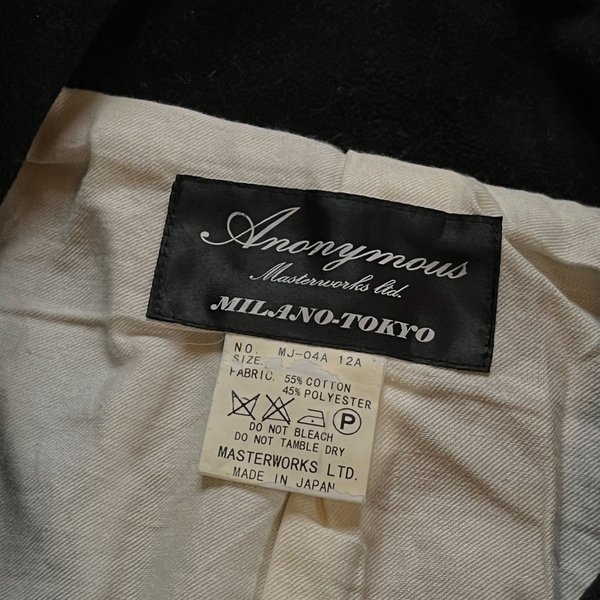 Anonymous
Masterworks ltd.
MILANO-TOKYO
NO. MJ-04A 12A
SIZE.
FABRIC. 55% COTTON
45% POLYESTER
P
DO NOT BLEACH
DO NOT TAMBLE DRY
MASTERWORKS LTD.
MADE IN JAPAN